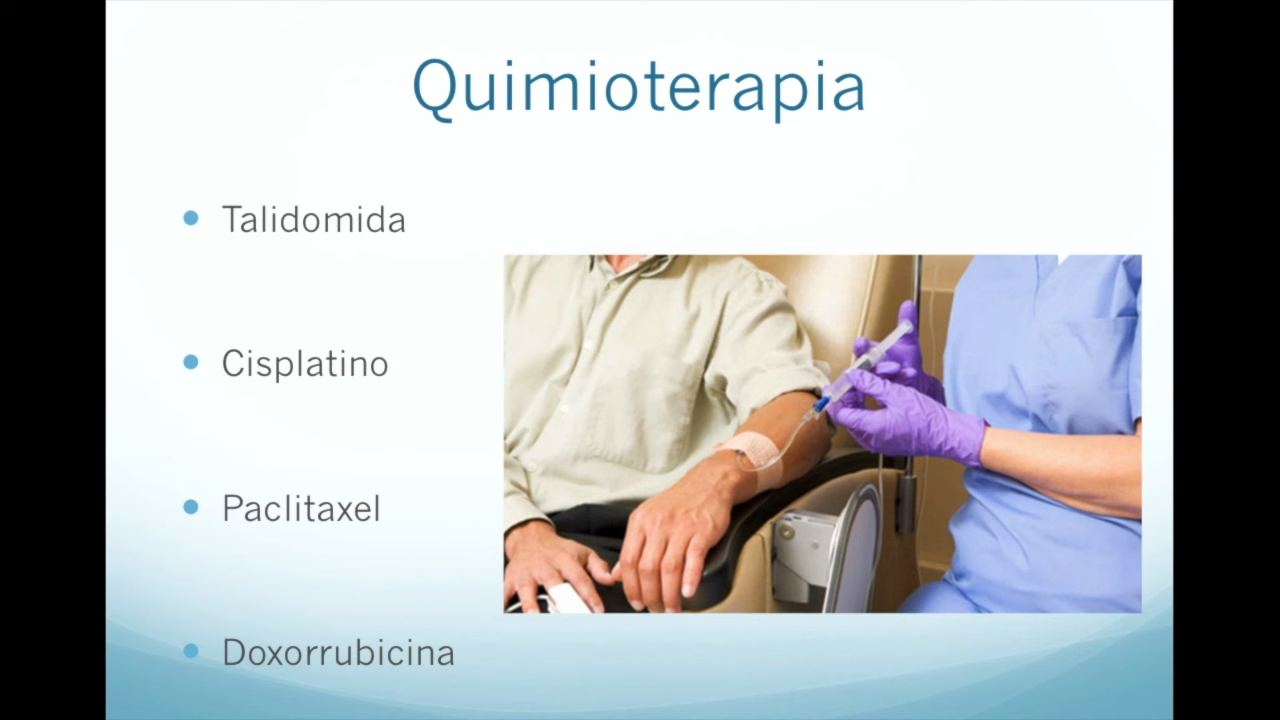 Quimioterapia
Talidomida
Cisplatino
Paclitaxel
Doxorrubicina